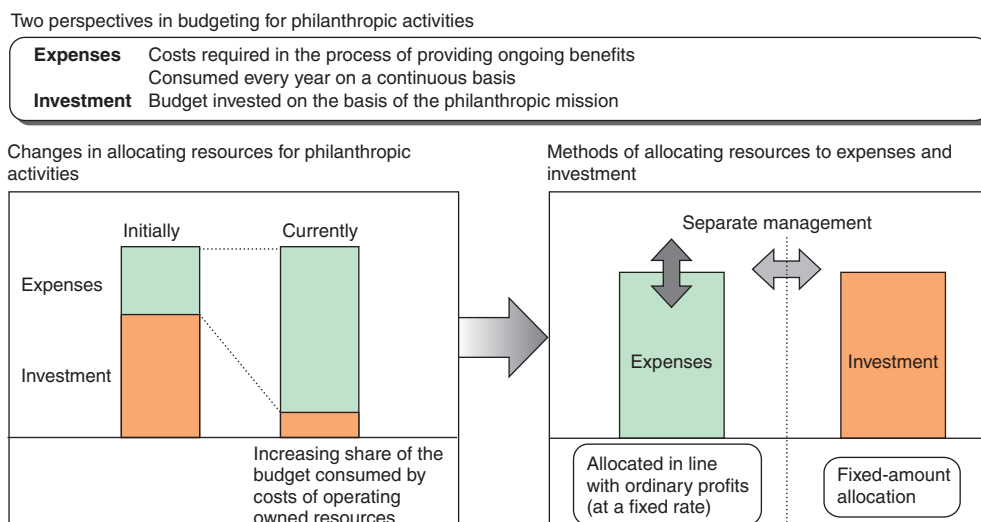 Two perspectives in budgeting for philanthropic activities
Expenses Costs required in the process of providing ongoing benefits
Consumed every year on a continuous basis
Investment Budget invested on the basis of the philanthropic mission
Changes in allocating resources for philanthropic
activities
Initially
Currently
Expenses
Investment
Increasing share of the
budget consumed by
costs of operating
owned resources
Methods of allocating resources to expenses and
investment
Separate management
Expenses
Investment
Allocated in line
with ordinary profits
(at a fixed rate)
Fixed-amount
allocation